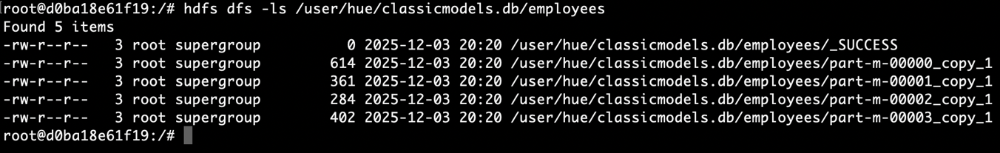 root@d0ba18e61f19:/# hdfs dfs -ls /user/hue/classicmodels.db/employees
Found 5 items
-rw-r--r--   3 root supergroup          0 2025-12-03 20:20 /user/hue/classicmodels.db/employees/_SUCCESS
-rw-r--r--   3 root supergroup        614 2025-12-03 20:20 /user/hue/classicmodels.db/employees/part-m-00000_copy_1
-rw-r--r--   3 root supergroup        361 2025-12-03 20:20 /user/hue/classicmodels.db/employees/part-m-00001_copy_1
-rw-r--r--   3 root supergroup        284 2025-12-03 20:20 /user/hue/classicmodels.db/employees/part-m-00002_copy_1
-rw-r--r--   3 root supergroup        402 2025-12-03 20:20 /user/hue/classicmodels.db/employees/part-m-00003_copy_1
root@d0ba18e61f19:/#